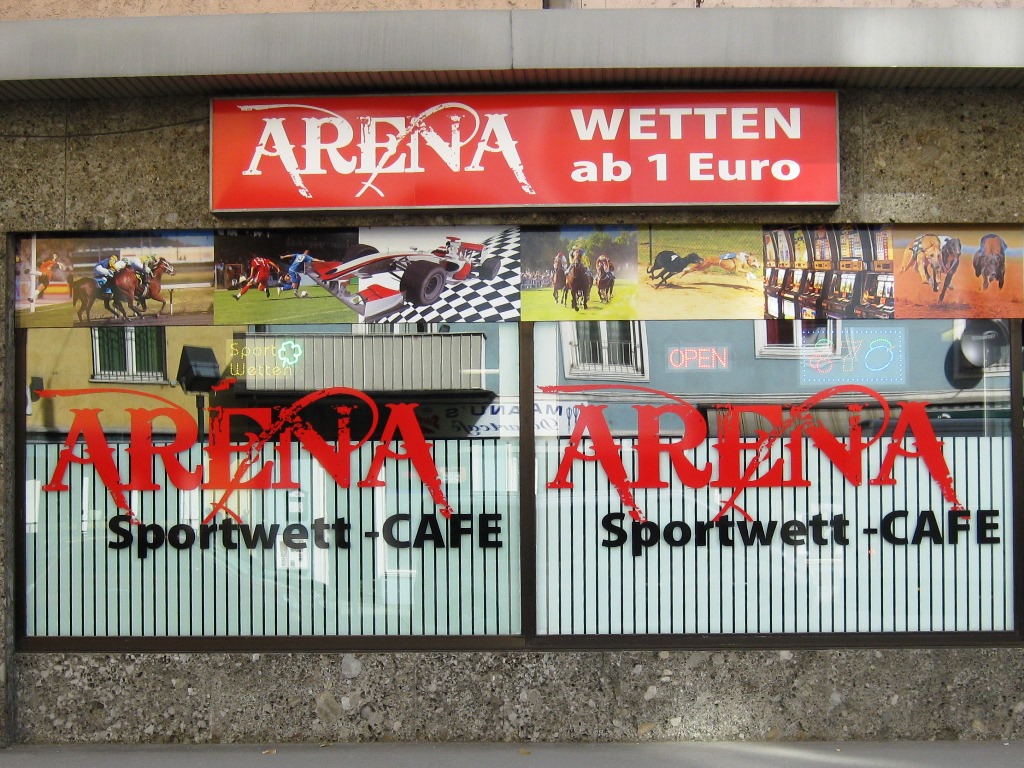 ARENA
WETTEN
ab 1 Euro
Sport
Wetten
OPEN
ARENA
Sportwett -CAFE
ARENA
Sportwett -CAFE